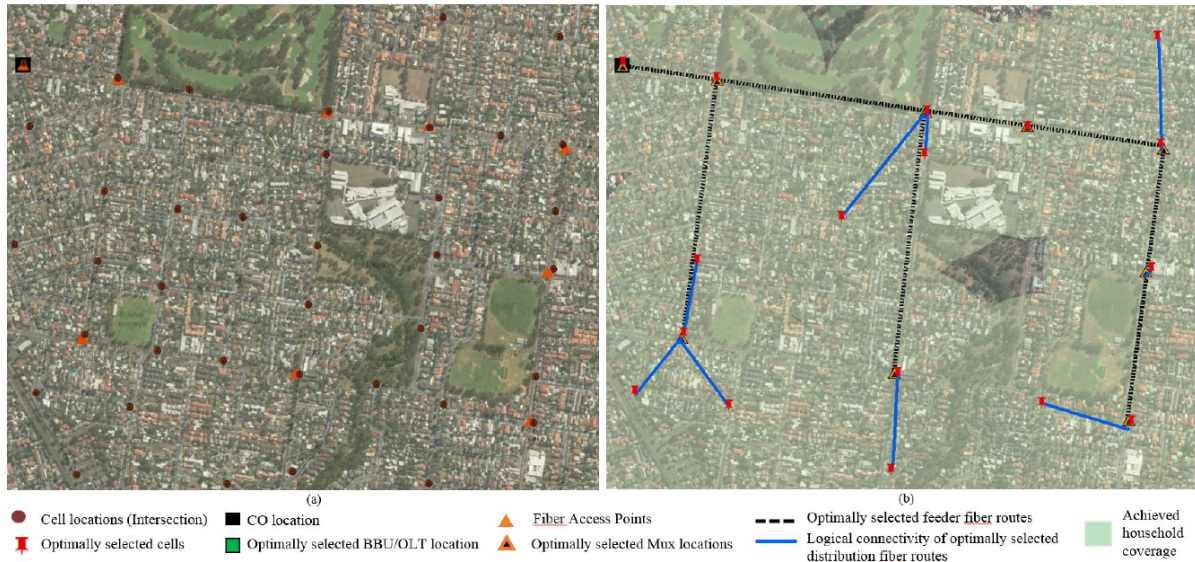 (a)
(b)
Cell locations (Intersection)
CO location
Fiber Access Points
Optimally selected feeder fiber routes
Achieved
household
coverage
Optimally selected cells
Optimally selected BBU/OLT location
Optimally selected Mux locations
Logical connectivity of optimally selected
distribution fiber routes